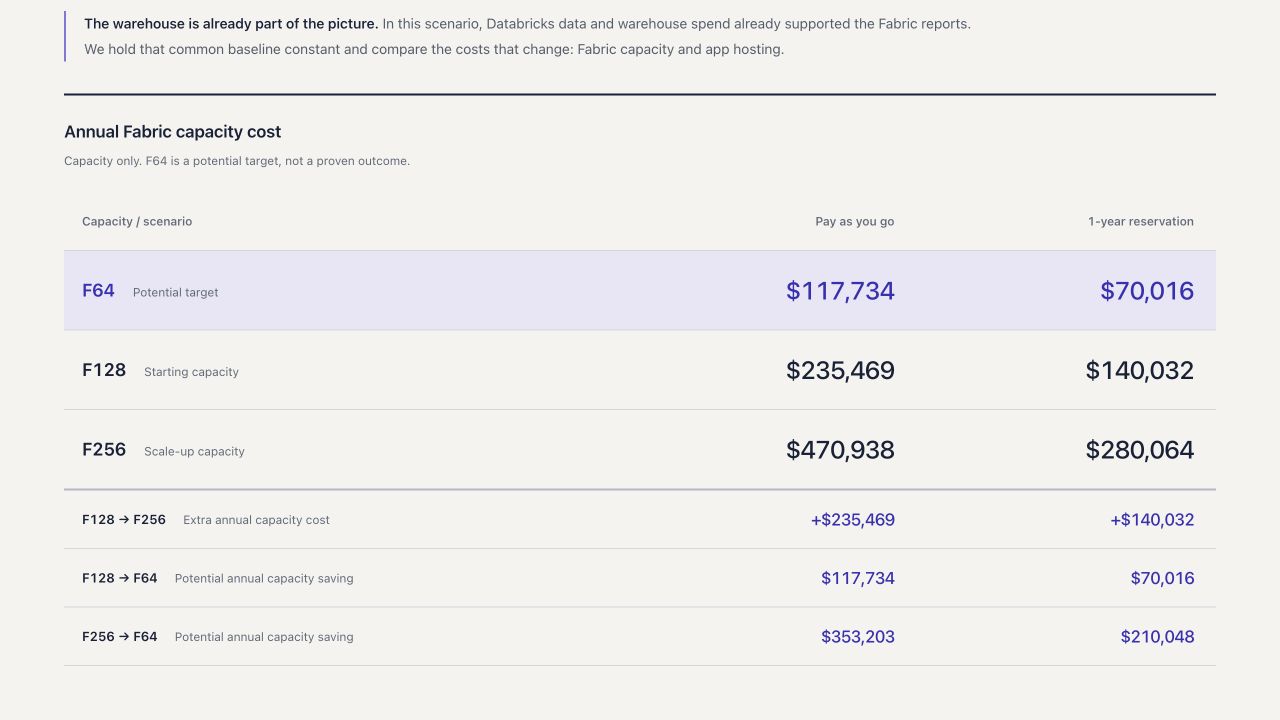 The warehouse is already part of the picture. In this scenario, Databricks data and warehouse spend already supported the Fabric reports.
We hold that common baseline constant and compare the costs that change: Fabric capacity and app hosting.
Annual Fabric capacity cost
Capacity only. F64 is a potential target, not a proven outcome.
Capacity / scenario Pay as you go 1-year reservation
F64 Potential target $117,734 $70,016
F128 Starting capacity $235,469 $140,032
F256 Scale-up capacity $470,938 $280,064
F128 → F256 Extra annual capacity cost +$235,469 +$140,032
F128 → F64 Potential annual capacity saving $117,734 $70,016
F256 → F64 Potential annual capacity saving $353,203 $210,048